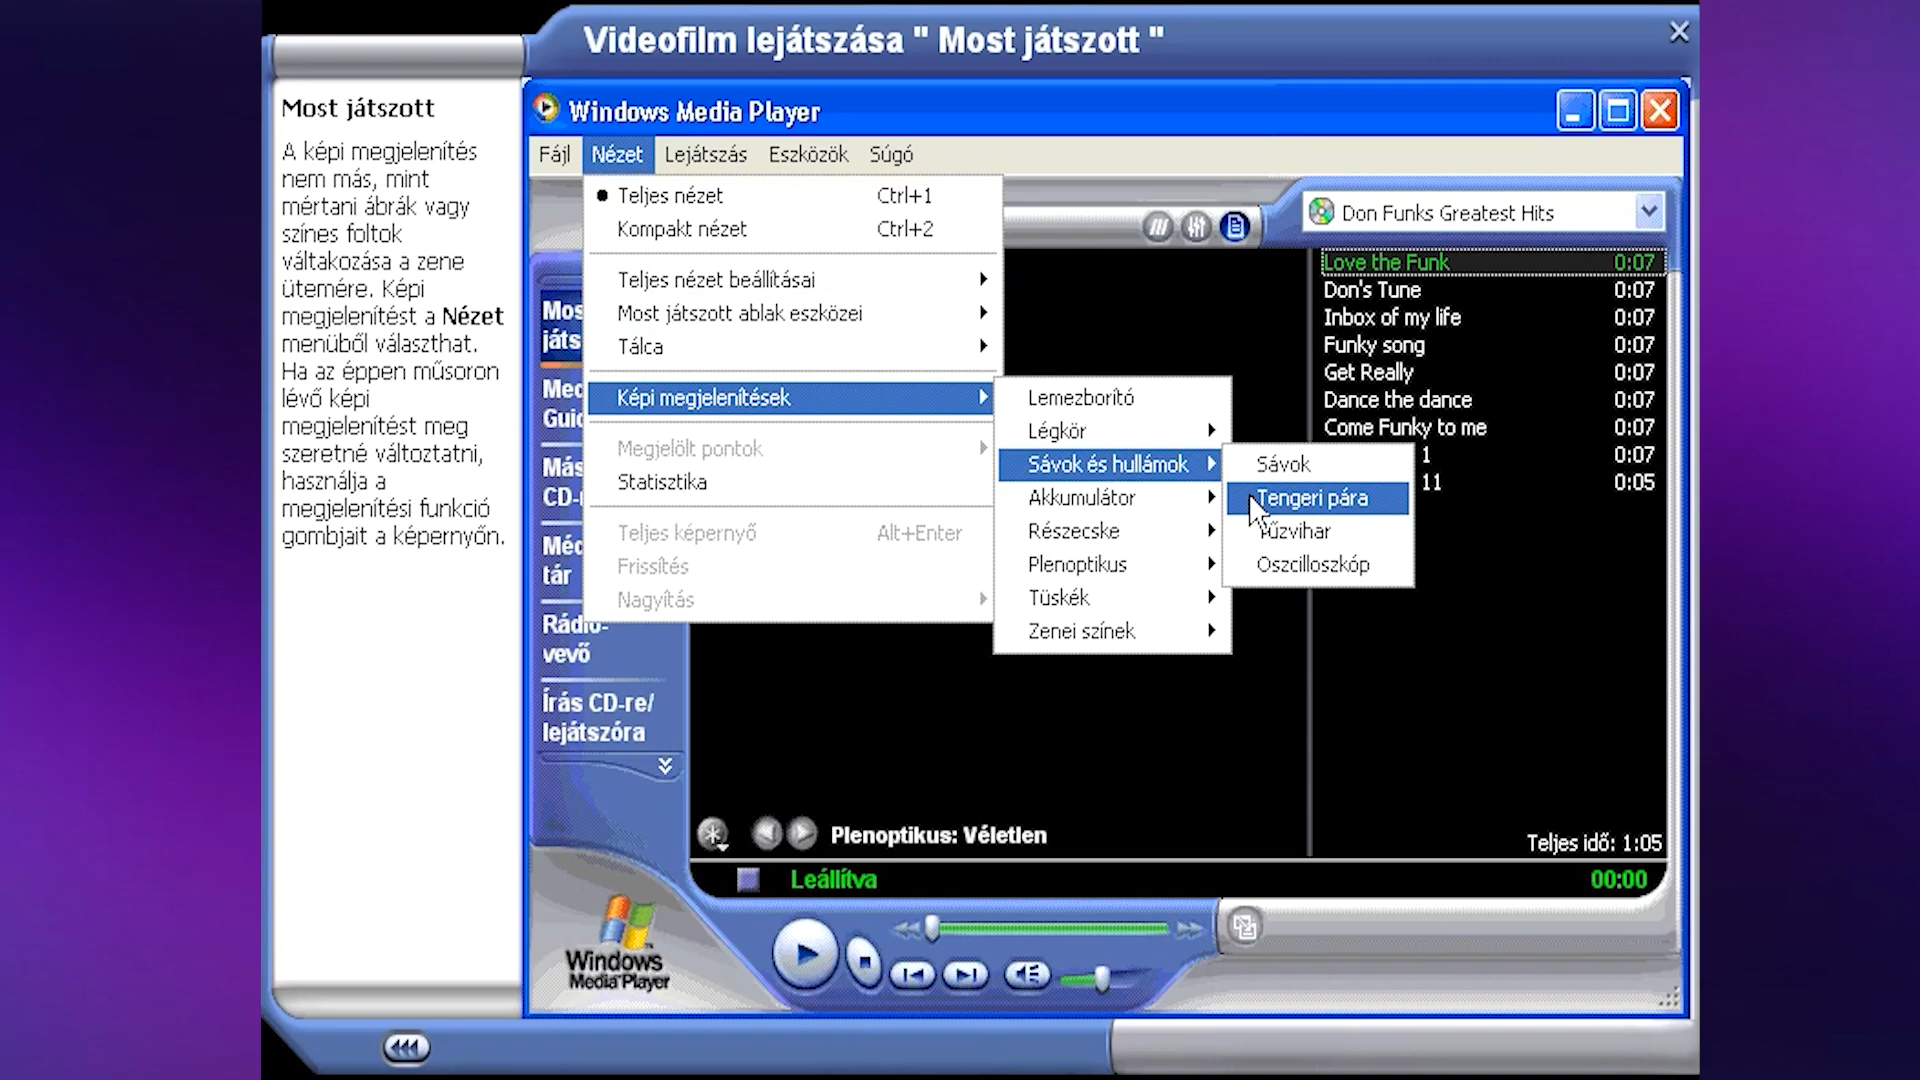 Videofilm lejátszása " Most játszott "
Most játszott
A képi megjelenítés
nem más, mint
mértani ábrák vagy
színes foltok
váltakozása a zene
ütemére. Képi
megjelenítést a Nézet
menüből választhat.
Ha az éppen műsoron
lévő képi
megjelenítést meg
szeretné változtatni,
használja a
megjelenítési funkció
gombjait a képernyőn.
Windows Media Player
Fájl Nézet Lejátszás Eszközök Súgó
Teljes nézet Ctrl+1
Kompakt nézet Ctrl+2
Teljes nézet beállításai
Most játszott ablak eszközei
Tálca
Képi megjelenítések
Megjelölt pontok
Statisztika
Teljes képernyő Alt+Enter
Frissítés
Nagyítás
Lemezborító
Légkör
Sávok és hullámok
Akkumulátor
Részecske
Plenoptikus
Tüskék
Zenei színek
Sávok
Tengeri pára
Tűzvihar
Oszcilloszkóp
Don Funks Greatest Hits
Love the Funk 0:07
Don's Tune 0:07
Inbox of my life 0:07
Funky song 0:07
Get Really 0:07
Dance the dance 0:07
Come Funky to me 0:07
1 0:07
11 0:05
Rádió-
vevő
Írás CD-re/
lejátszóra
Plenoptikus: Véletlen
Teljes idő: 1:05
Leállítva 00:00
Windows
Media Player